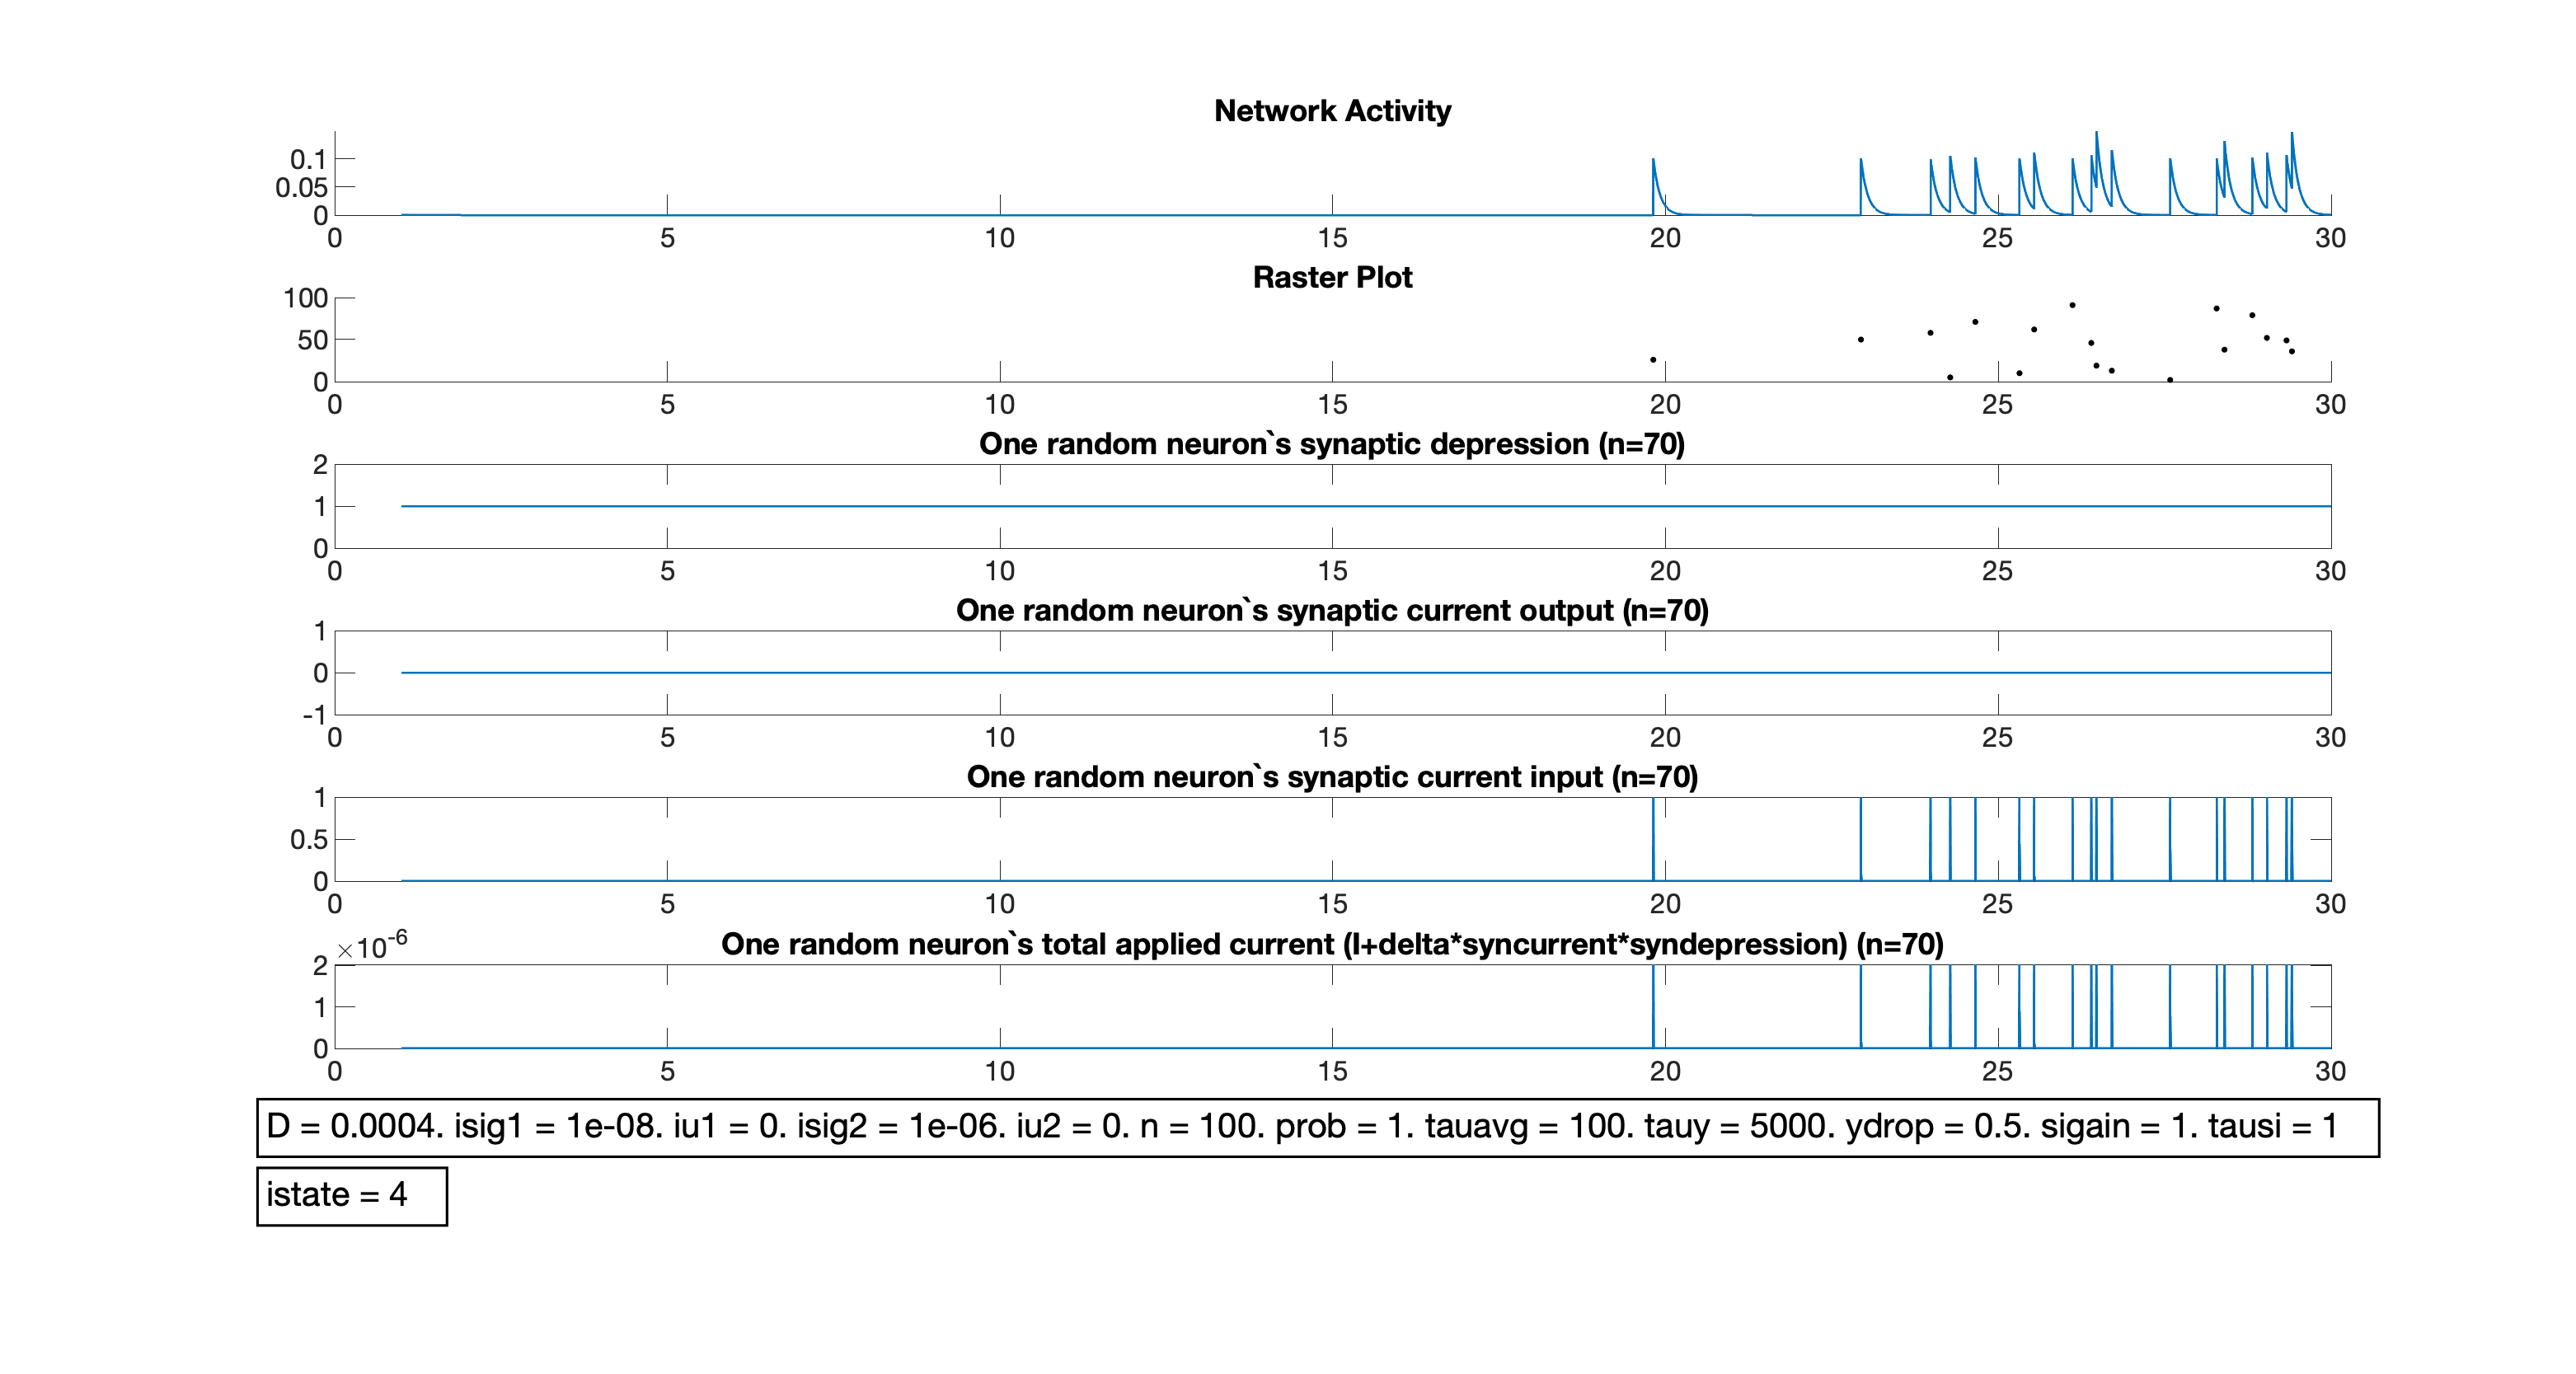 Network Activity
0.1
0.05
0
0 5 10 15 20 25 30
Raster Plot
100
50
0
0 5 10 15 20 25 30
One random neuron`s synaptic depression (n=70)
2
1
0
0 5 10 15 20 25 30
One random neuron`s synaptic current output (n=70)
1
0
-1
0 5 10 15 20 25 30
One random neuron`s synaptic current input (n=70)
1
0.5
0
0 5 10 15 20 25 30
×10-6 One random neuron`s total applied current (I+delta*syncurrent*syndepression) (n=70)
2
1
0
0 5 10 15 20 25 30
D = 0.0004. isig1 = 1e-08. iu1 = 0. isig2 = 1e-06. iu2 = 0. n = 100. prob = 1. tauavg = 100. tauy = 5000. ydrop = 0.5. sigain = 1. tausi = 1
istate = 4